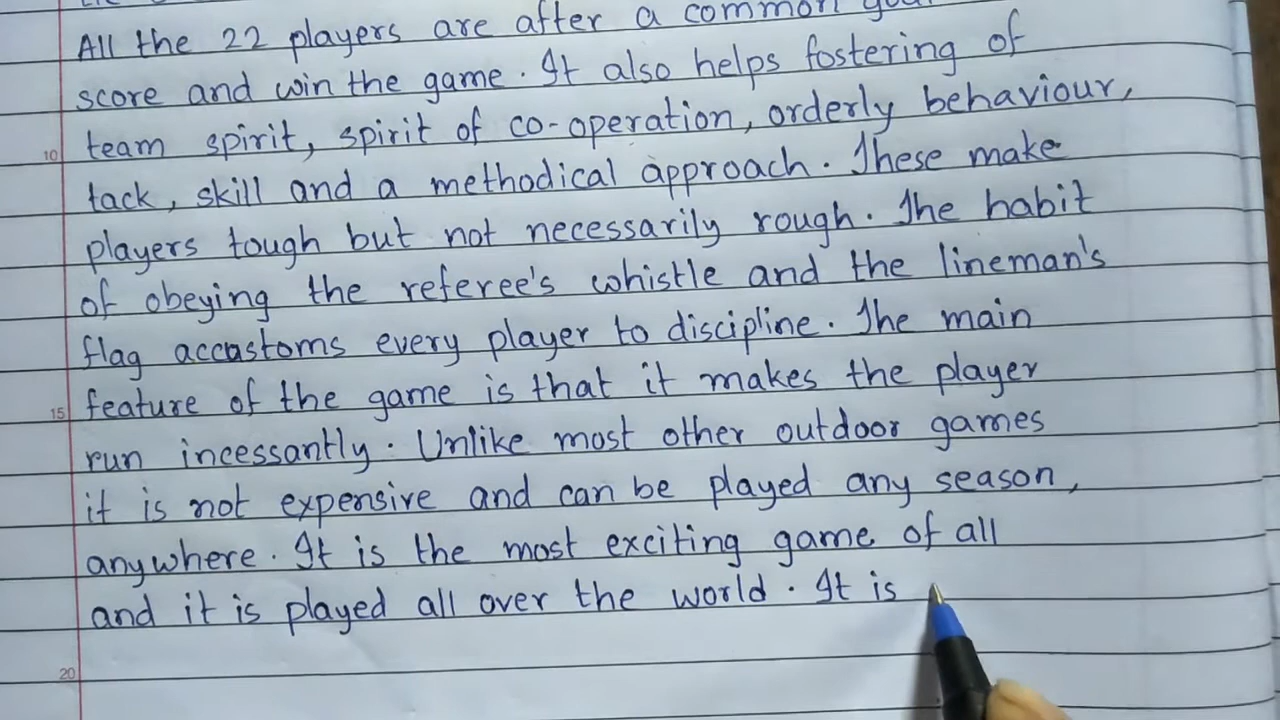 All the 22 players are after a common
score and win the game. It also helps fostering of
team spirit, spirit of co-operation, orderly behaviour,
10
tack, skill and a methodical approach. These make
players tough but not necessarily rough. The habit
of obeying the referee's whistle and the lineman's
flag accastoms every player to discipline. The main
15
feature of the game is that it makes the player
run incessantly. Unlike most other outdoor games
it is not expensive and can be played any season,
anywhere. It is the most exciting game of all
and it is played all over the world. It is
20